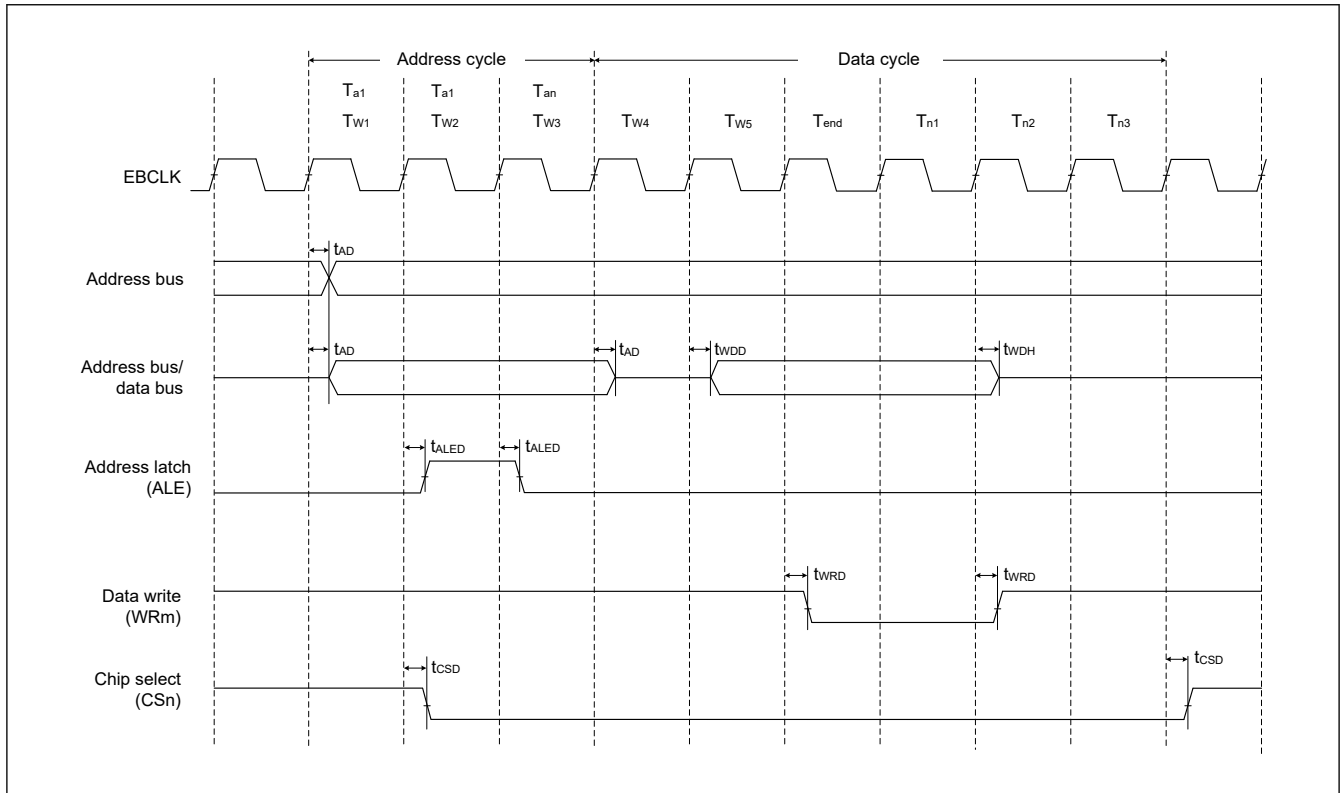 Address cycle Data cycle
Ta1 Ta1 Tan
TW1 TW2 TW3 TW4 TW5 Tend Tn1 Tn2 Tn3
EBCLK
tAD
Address bus
tAD tAD tWDD tWDH
Address bus/
data bus
tALED tALED
Address latch
(ALE)
tWRD tWRD
Data write
(WRm)
tCSD tCSD
Chip select
(CSn)